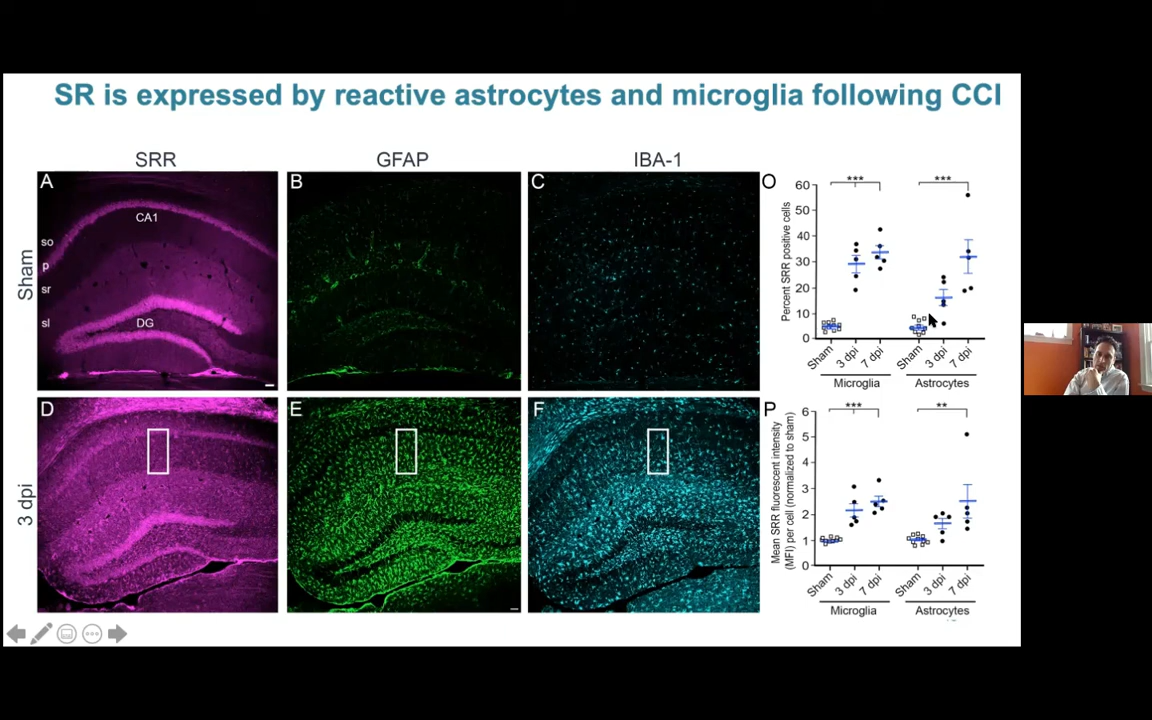 SR is expressed by reactive astrocytes and microglia following CCI
SRR
GFAP
IBA-1
Sham
A
CA1
so
p
sr
sl
DG
B
C
3 dpi
D
E
F
O
Percent SRR positive cells
60
50
40
30
20
10
0
***
***
Sham
3 dpi
7 dpi
Sham
3 dpi
7 dpi
Microglia
Astrocytes
P
Mean SRR fluorescent intensity
(MFI) per cell (normalized to sham)
6
5
4
3
2
1
0
***
**
Sham
3 dpi
7 dpi
Sham
3 dpi
7 dpi
Microglia
Astrocytes